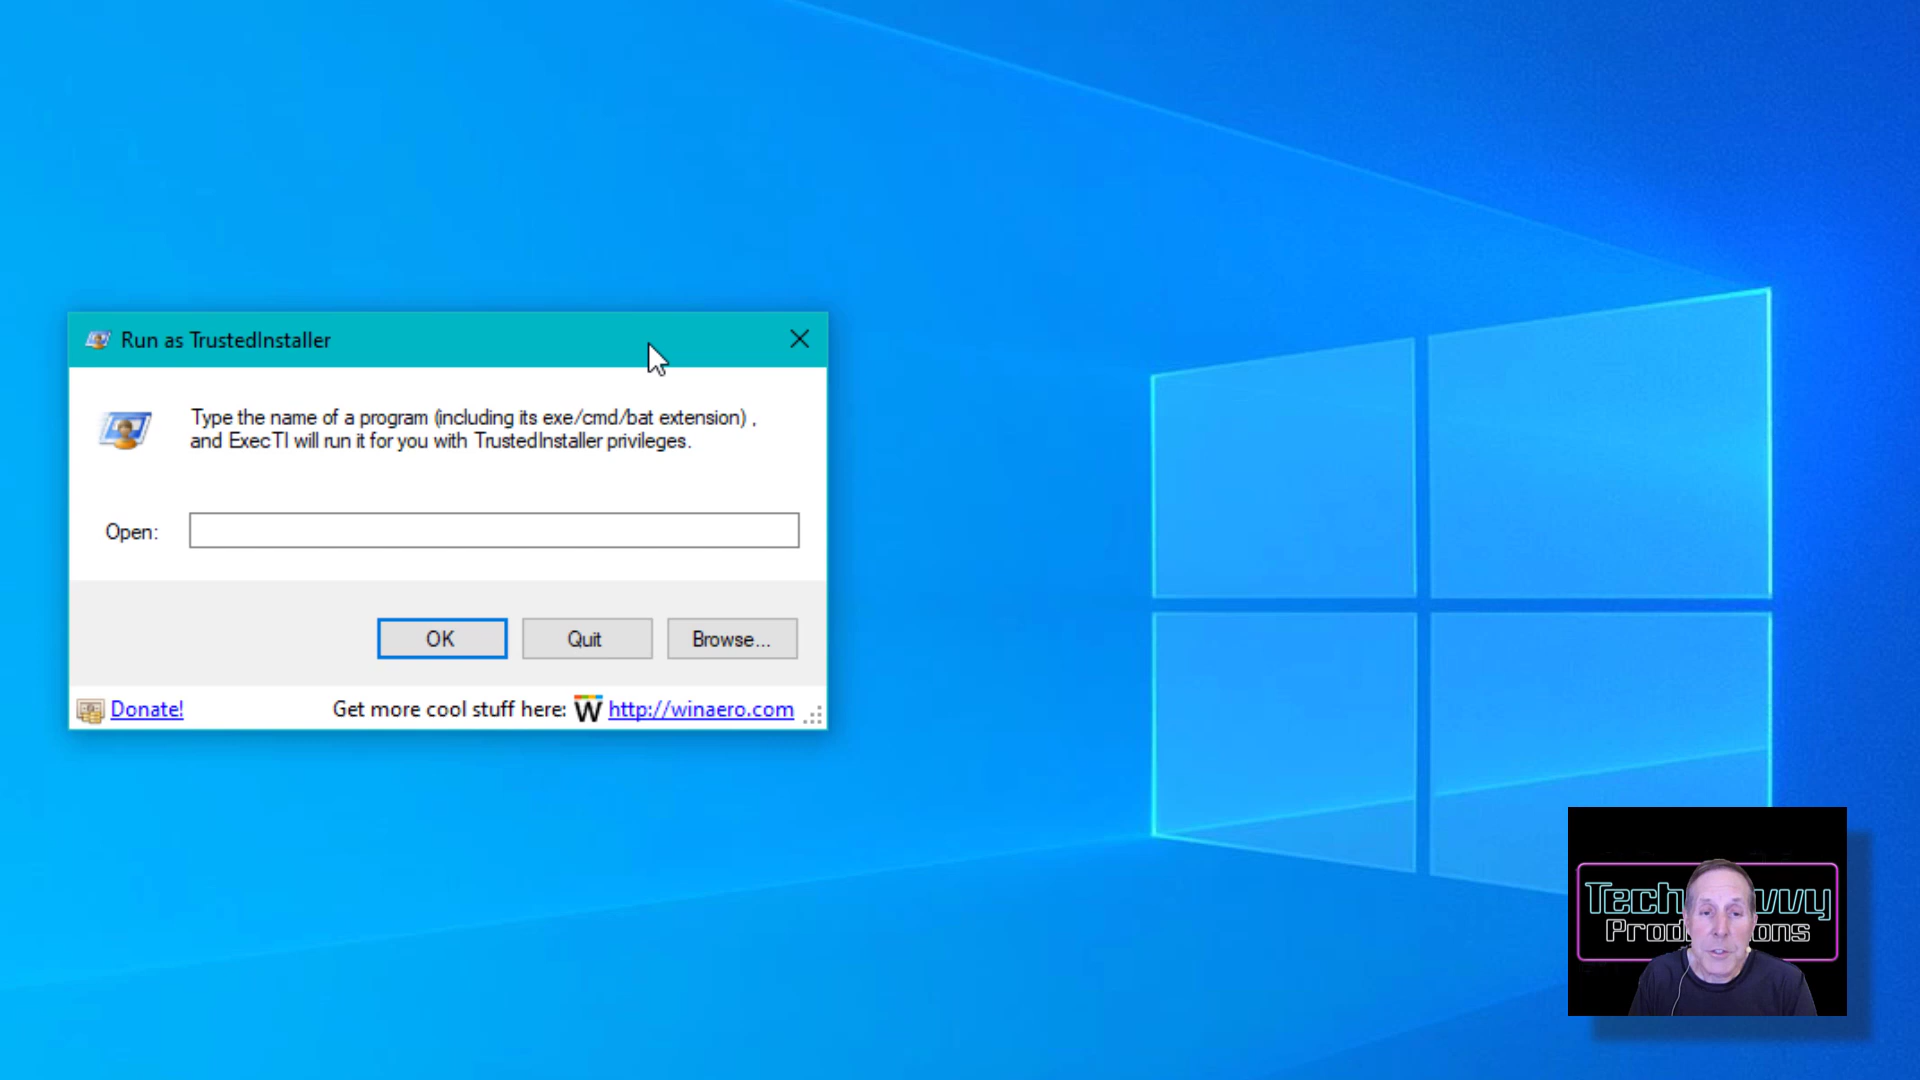 Run as TrustedInstaller
Type the name of a program (including its exe/cmd/bat extension) ,
and ExecTI will run it for you with TrustedInstaller privileges.
Open:
OK
Quit
Browse...
Donate!
Get more cool stuff here: W http://winaero.com